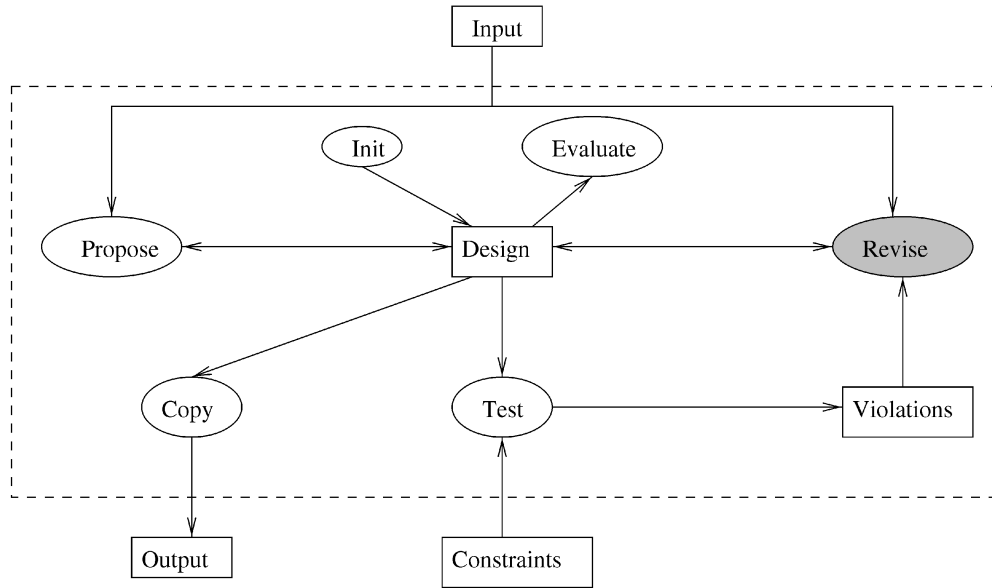 Input
Init
Evaluate
Propose
Design
Revise
Copy
Test
Violations
Output
Constraints